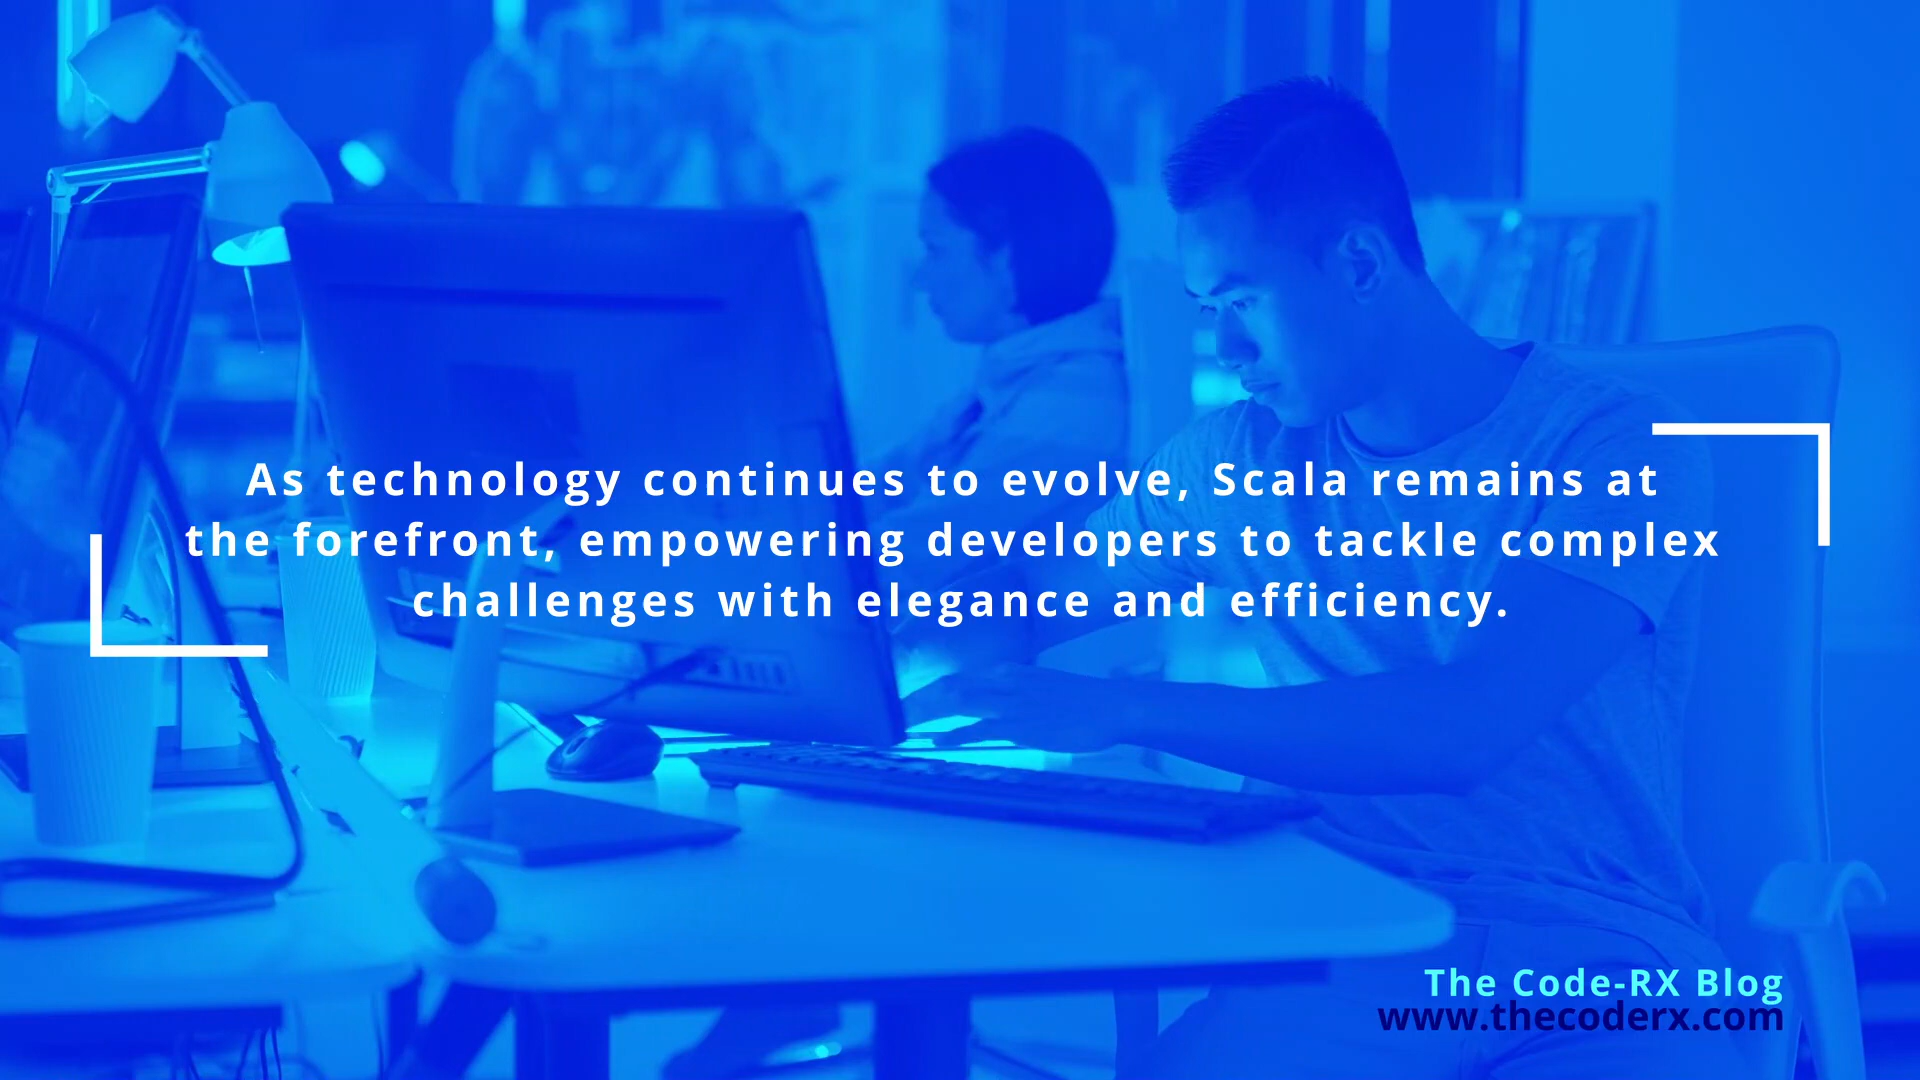 As technology continues to evolve, Scala remains at
the forefront, empowering developers to tackle complex
challenges with elegance and efficiency.
The Code-RX Blog
www.thecoderx.com